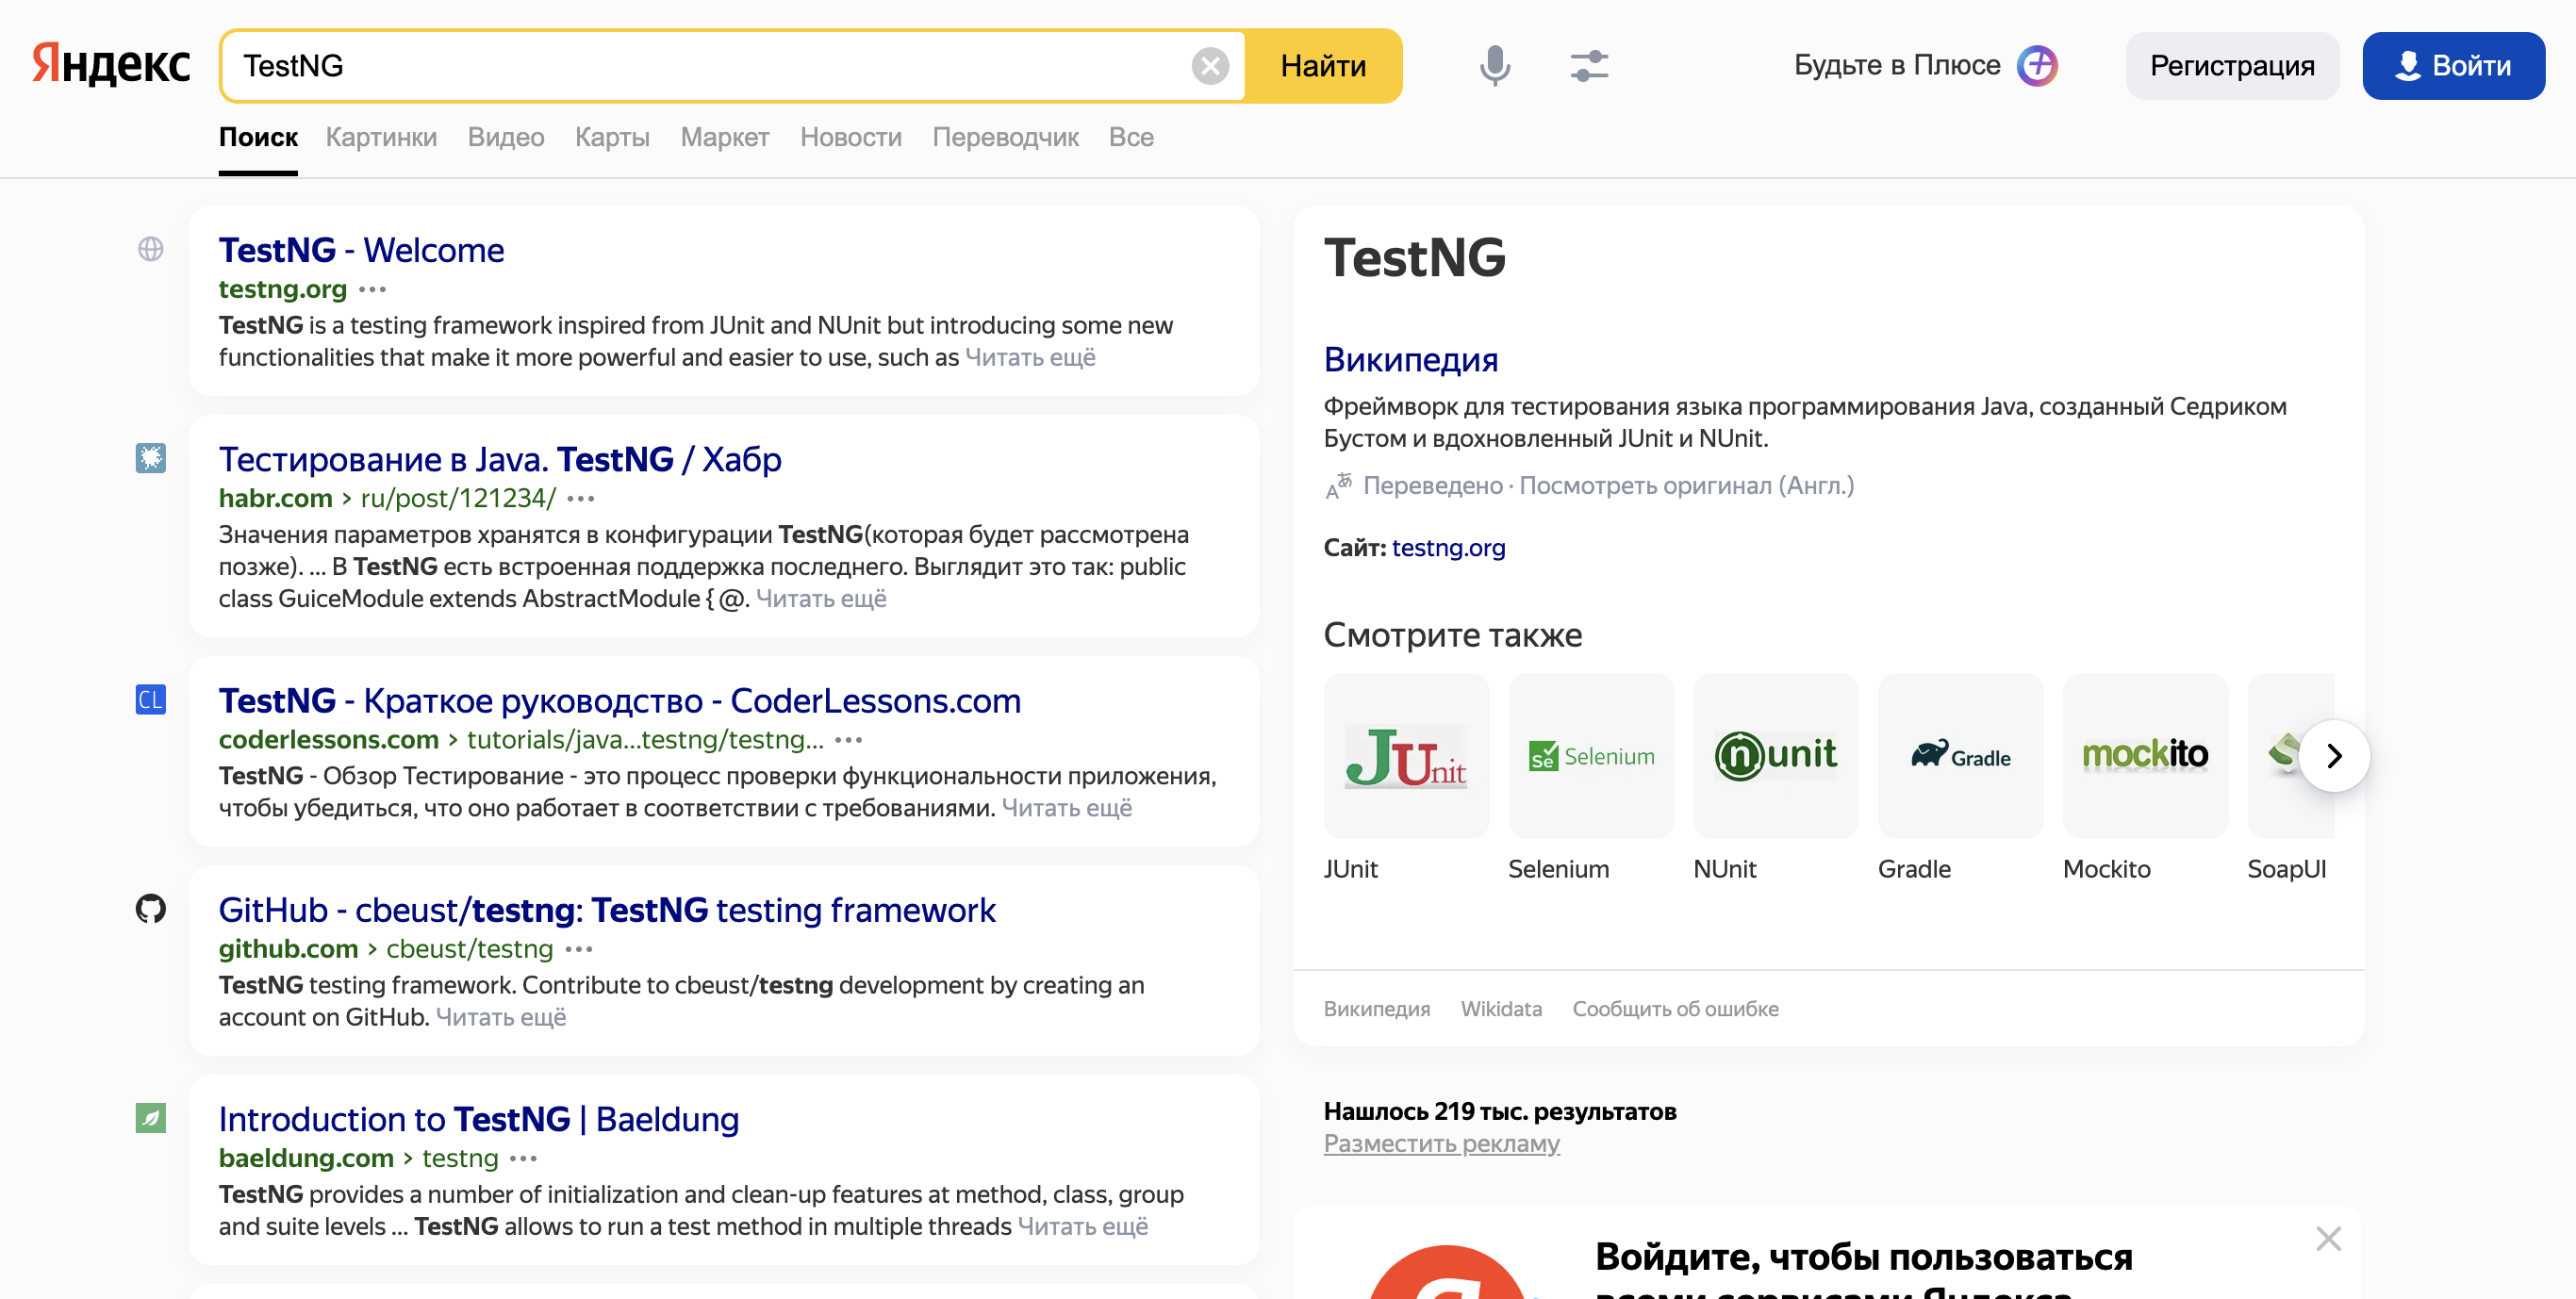 Яндекс
TestNG
Найти
Будьте в Плюсе
Регистрация
Войти
Поиск Картинки Видео Карты Маркет Новости Переводчик Все
TestNG - Welcome
testng.org
TestNG is a testing framework inspired from JUnit and NUnit but introducing some new
functionalities that make it more powerful and easier to use, such as Читать ещё
Тестирование в Java. TestNG / Хабр
habr.com › ru/post/121234/
Значения параметров хранятся в конфигурации TestNG(которая будет рассмотрена
позже). ... В TestNG есть встроенная поддержка последнего. Выглядит это так: public
class GuiceModule extends AbstractModule { @. Читать ещё
CL
TestNG - Краткое руководство - CoderLessons.com
coderlessons.com › tutorials/java...testng/testng...
TestNG - Обзор Тестирование - это процесс проверки функциональности приложения,
чтобы убедиться, что оно работает в соответствии с требованиями. Читать ещё
GitHub - cbeust/testng: TestNG testing framework
github.com › cbeust/testng
TestNG testing framework. Contribute to cbeust/testng development by creating an
account on GitHub. Читать ещё
Introduction to TestNG | Baeldung
baeldung.com › testng
TestNG provides a number of initialization and clean-up features at method, class, group
and suite levels ... TestNG allows to run a test method in multiple threads Читать ещё
TestNG
Википедия
Фреймворк для тестирования языка программирования Java, созданный Седриком
Бустом и вдохновленный JUnit и NUnit.
Переведено · Посмотреть оригинал (Англ.)
Сайт: testng.org
Смотрите также
JUnit
Se Selenium
nunit
Gradle
mockito
S
JUnit Selenium NUnit Gradle Mockito SoapUI
Википедия Wikidata Сообщить об ошибке
Нашлось 219 тыс. результатов
Разместить рекламу
Войдите, чтобы пользоваться
всеми сервисами Яндекса